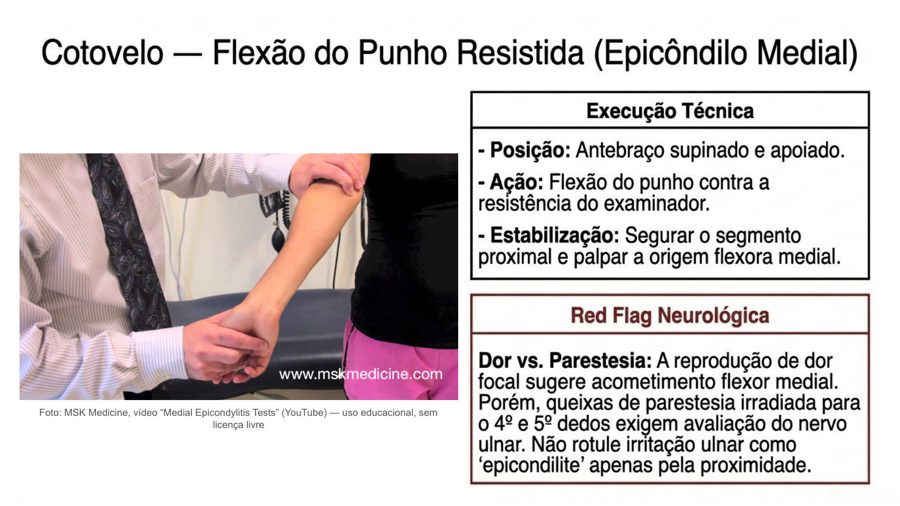 Cotovelo — Flexão do Punho Resistida (Epicôndilo Medial)
www.mskmedicine.com
Foto: MSK Medicine, vídeo “Medial Epicondylitis Tests” (YouTube) — uso educacional, sem
licença livre
Execução Técnica
- Posição: Antebraço supinado e apoiado.
- Ação: Flexão do punho contra a
resistência do examinador.
- Estabilização: Segurar o segmento
proximal e palpar a origem flexora medial.
Red Flag Neurológica
Dor vs. Parestesia: A reprodução de dor
focal sugere acometimento flexor medial.
Porém, queixas de parestesia irradiada para
o 4º e 5º dedos exigem avaliação do nervo
ulnar. Não rotule irritação ulnar como
‘epicondilite’ apenas pela proximidade.